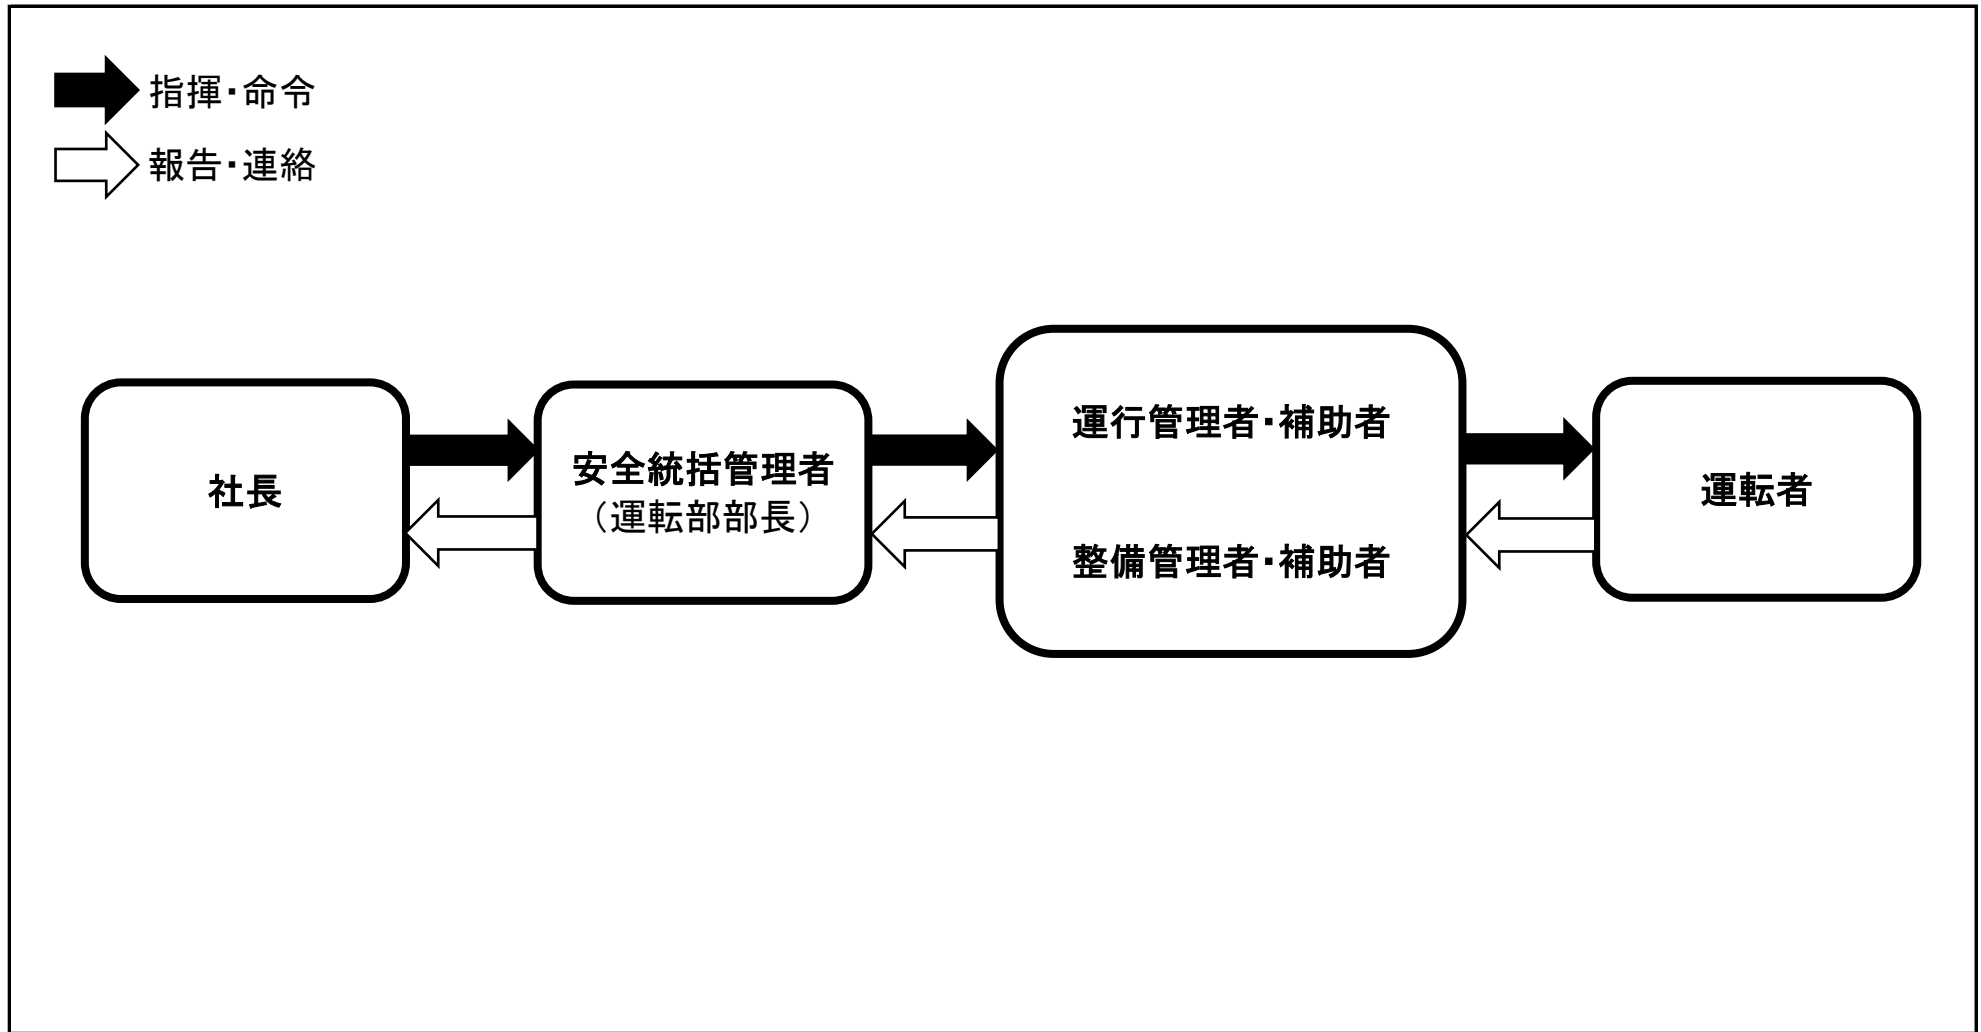 指揮・命令
報告・連絡
社長
安全統括管理者
（運転部部長）
運行管理者・補助者
整備管理者・補助者
運転者